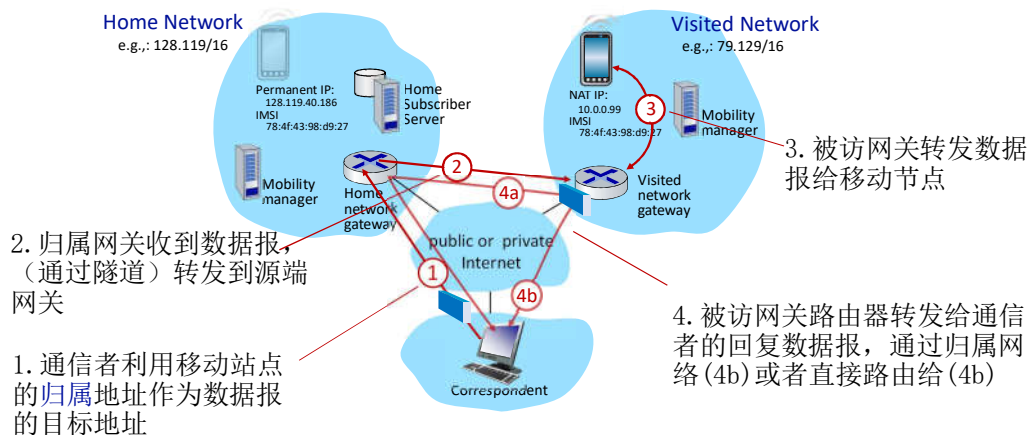 Home Network
e.g.,: 128.119/16
Visited Network
e.g.,: 79.129/16
Permanent IP:
128.119.40.186
IMSI
78:4f:43:98:d9:27
Home
Subscriber
Server
NAT IP:
10.0.0.99
IMSI
78:4f:43:98:d9:27
3
Mobility
manager
Mobility
manager
Home
network
gateway
2
4a
Visited
network
gateway
3.被访网关转发数据
报给移动节点
2.归属网关收到数据报,
(通过隧道)转发到源端
网关
public or private
Internet
1
4b
4.被访网关路由器转发给通信
者的回复数据报,通过归属网
络(4b)或者直接路由给(4b)
1.通信者利用移动站点
的归属地址作为数据报
的目标地址
Correspondent